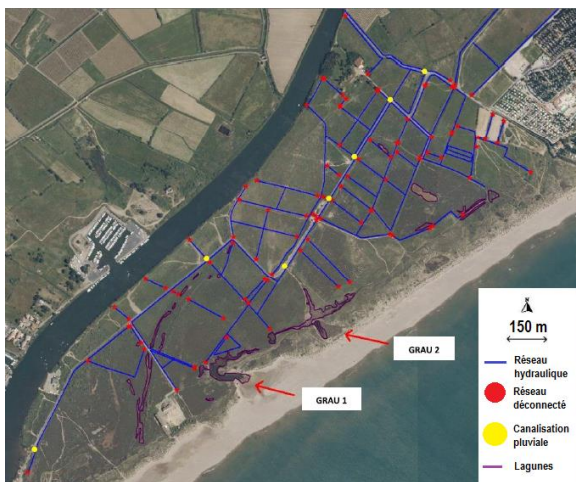 GRAU 2
GRAU 1
150 m
Réseau
hydraulique
Réseau
déconnecté
Canalisation
pluviale
Lagunes